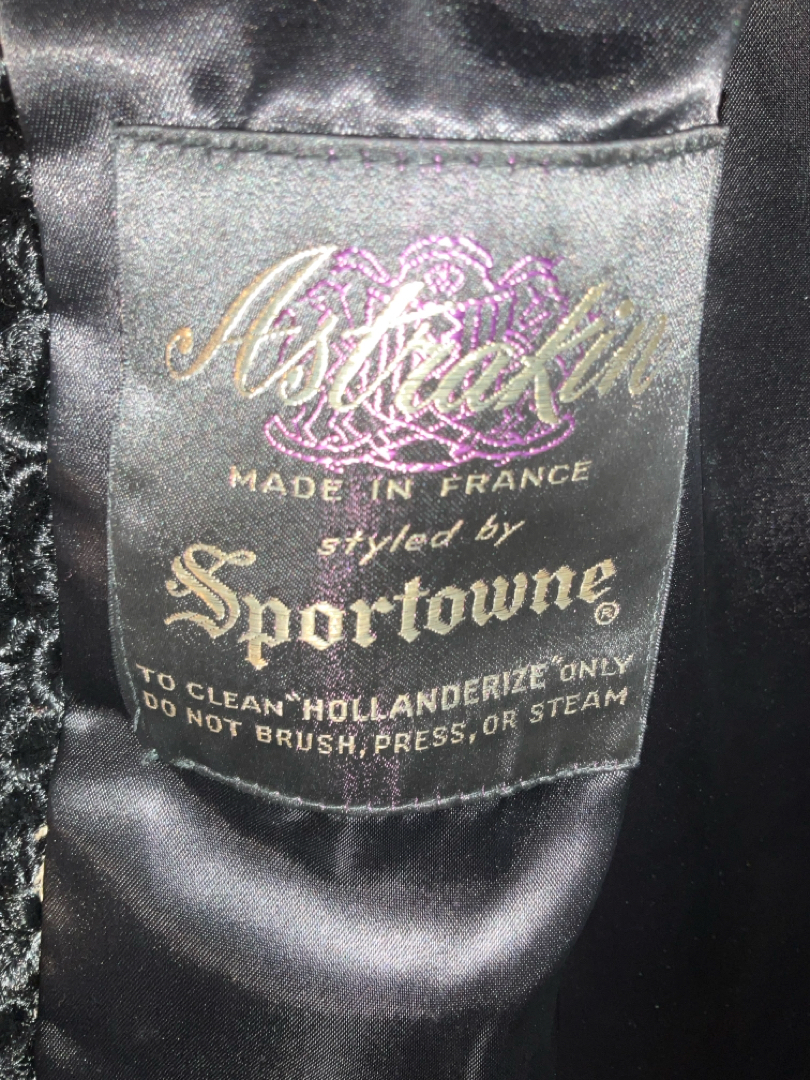 Astrakin
MADE IN FRANCE
styled by
Sportowne ®
TO CLEAN "HOLLANDERIZE" ONLY
DO NOT BRUSH, PRESS, OR STEAM